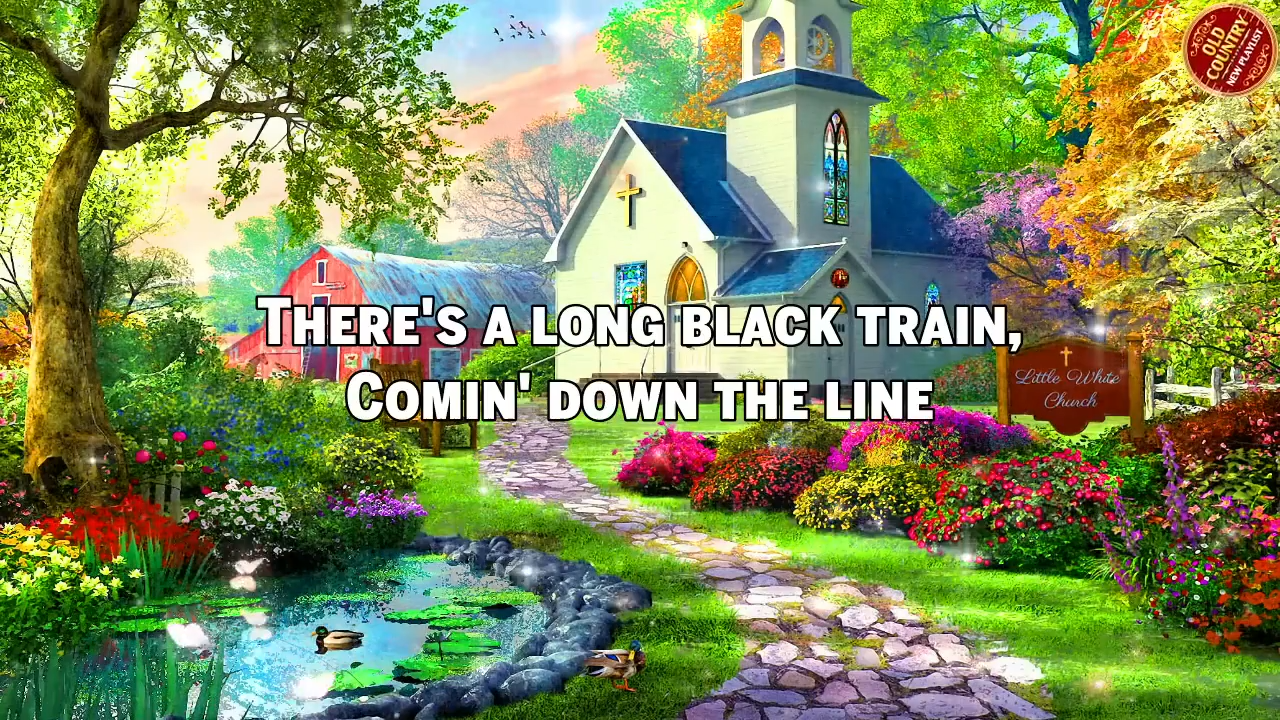 OLD
COUNTRY
NEW PLAYLIST
THERE'S A LONG BLACK TRAIN,
COMIN' DOWN THE LINE
Little White
Church